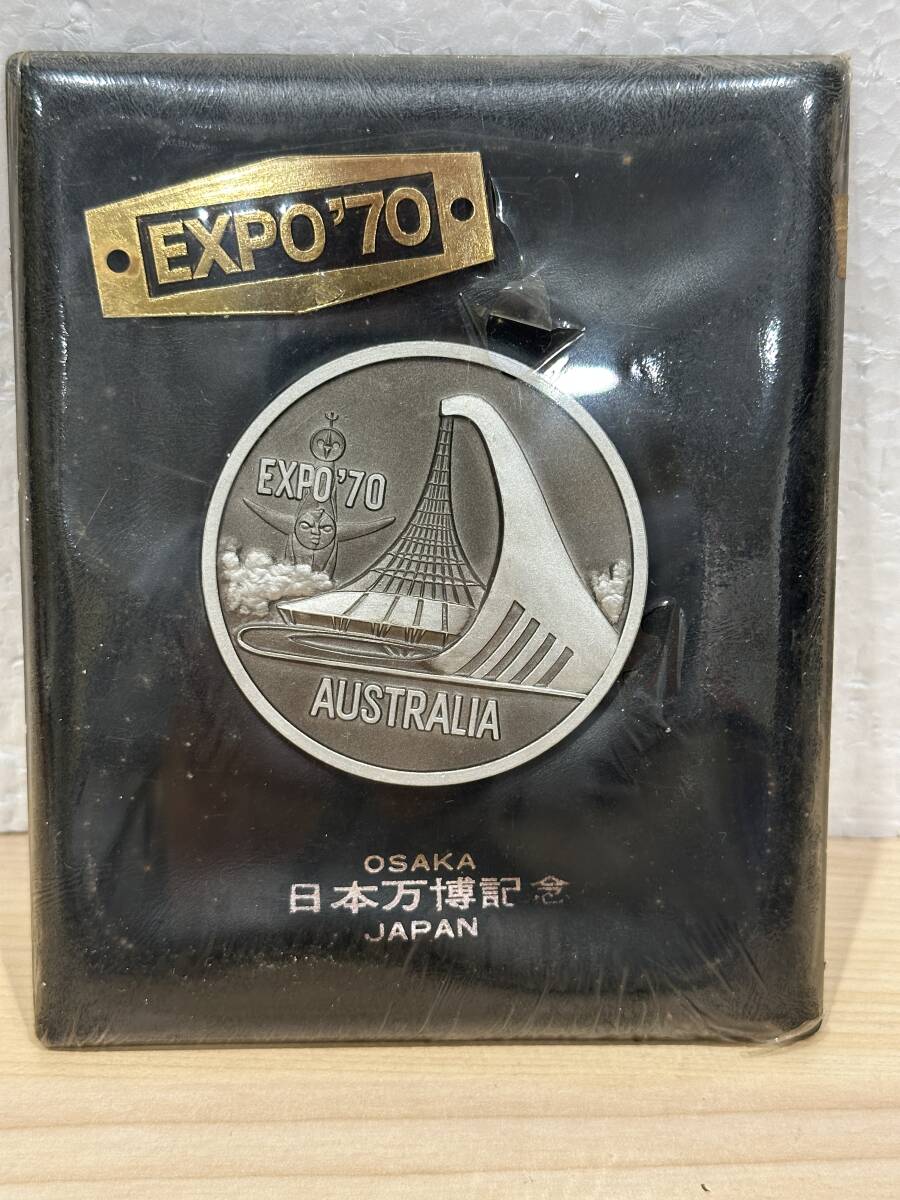 EXPO'70
EXPO'70
AUSTRALIA
OSAKA
日本万博記念
JAPAN